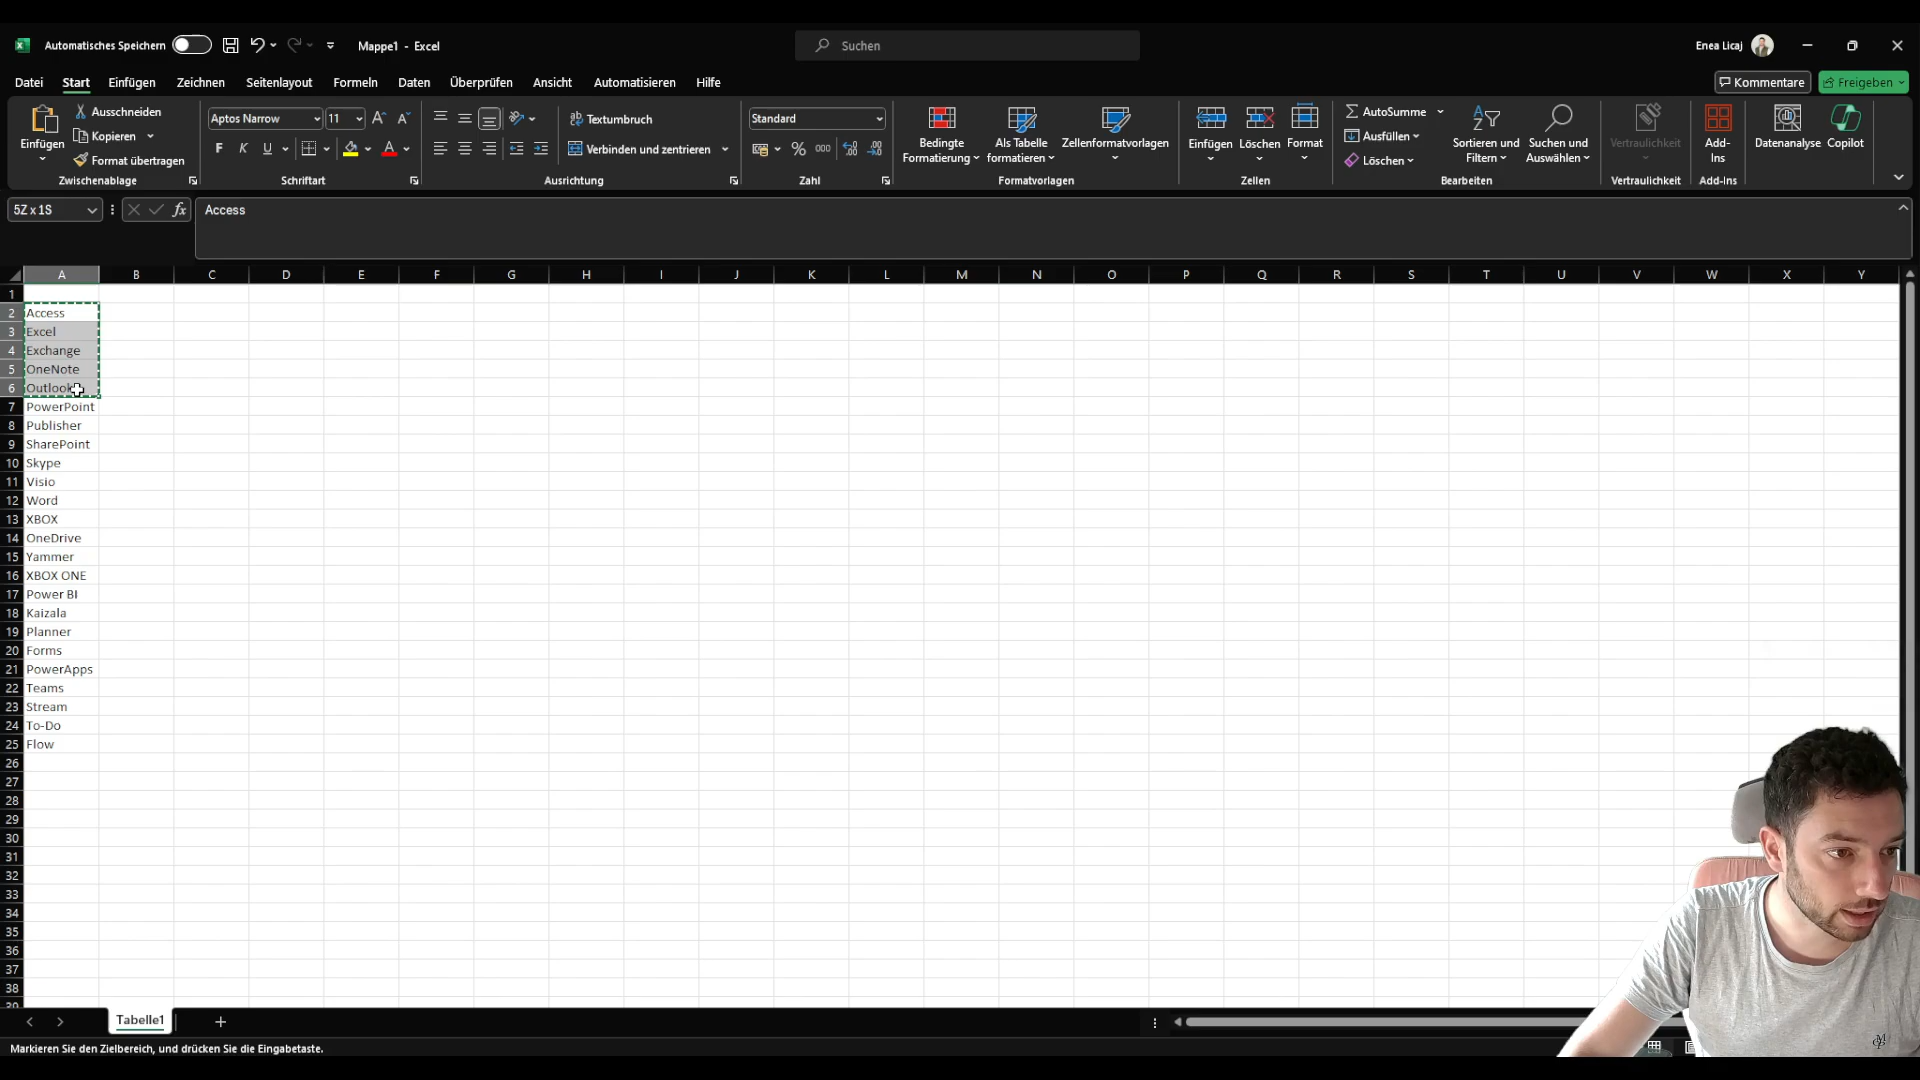 Automatisches Speichern
Mappe1 - Excel
Suchen
Enea Licaj
Datei Start Einfügen Zeichnen Seitenlayout Formeln Daten Überprüfen Ansicht Automatisieren Hilfe
Kommentare
Freigeben
Einfügen
Ausschneiden
Kopieren
Format übertragen
Zwischenablage
Aptos Narrow
11
F K U
Schriftart
Textumbruch
Verbinden und zentrieren
Ausrichtung
Standard
% 000
Zahl
Bedingte
Formatierung
Als Tabelle
formatieren
Zellenformatvorlagen
Formatvorlagen
Einfügen
Löschen
Format
Zellen
AutoSumme
Ausfüllen
Löschen
Sortieren und
Filtern
Suchen und
Auswählen
Bearbeiten
Vertraulichkeit
Vertraulichkeit
Add-
Ins
Add-Ins
Datenanalyse
Copilot
5Z x 1S
fx
Access
A B C D E F G H I J K L M N O P Q R S T U V W X Y
1
2 Access
3 Excel
4 Exchange
5 OneNote
6 Outlook
7 PowerPoint
8 Publisher
9 SharePoint
10 Skype
11 Visio
12 Word
13 XBOX
14 OneDrive
15 Yammer
16 XBOX ONE
17 Power BI
18 Kaizala
19 Planner
20 Forms
21 PowerApps
22 Teams
23 Stream
24 To-Do
25 Flow
26
27
28
29
30
31
32
33
34
35
36
37
38
39
Tabelle1
Markieren Sie den Zielbereich, und drücken Sie die Eingabetaste.